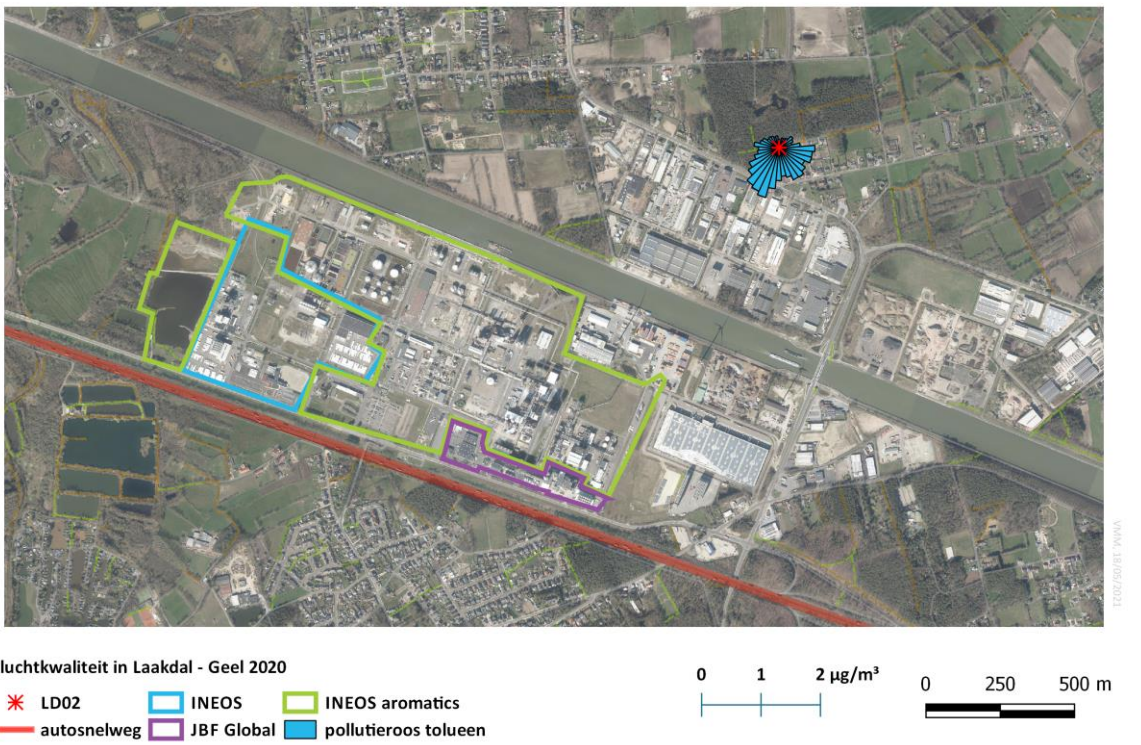 VMM, 18/05/2021
luchtkwaliteit in Laakdal - Geel 2020
LD02
INEOS
INEOS aromatics
autosnelweg
JBF Global
pollutieroos tolueen
0 1 2 µg/m³
0 250 500 m